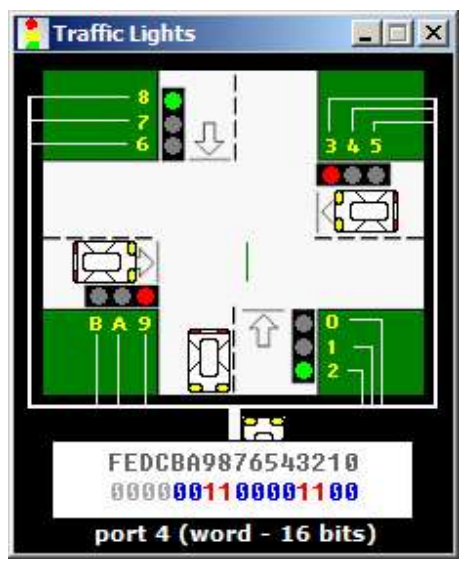 Traffic Lights
8
7
6
3 4 5
B A 9
0
1
2
FEDCBA9876543210
0000001100001100
port 4 (word - 16 bits)